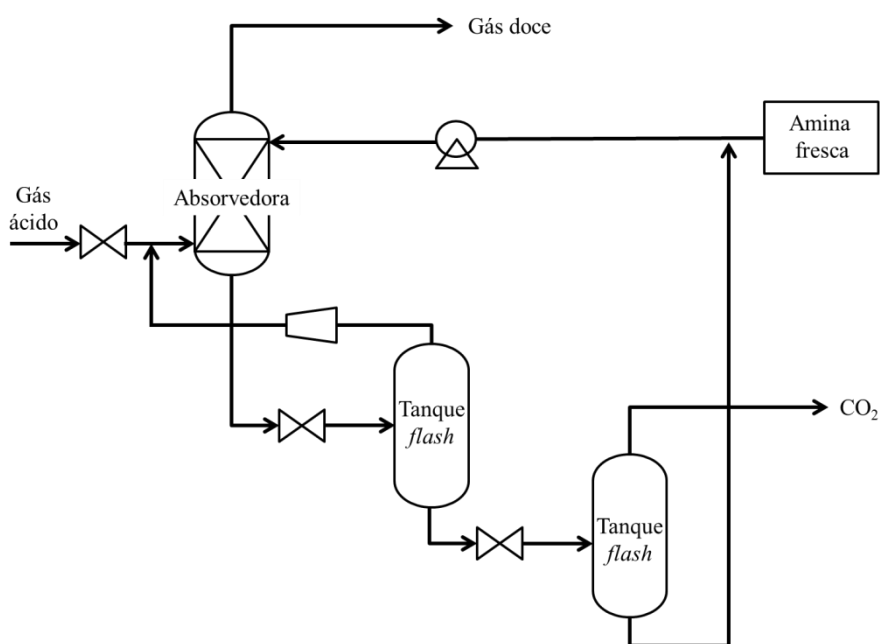 Gás doce
Amina
fresca
Gás
ácido
Absorvedora
Tanque
flash
CO₂
Tanque
flash